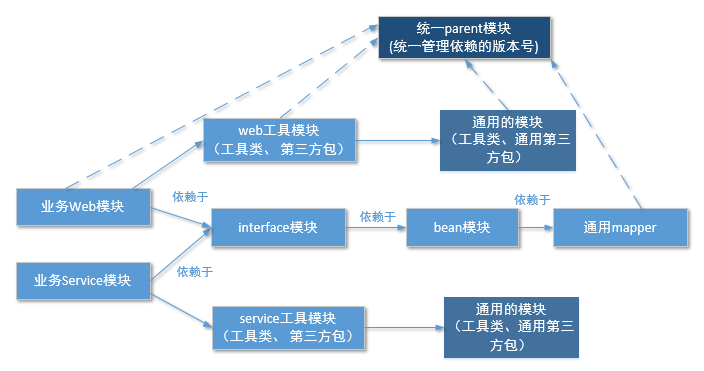 统一parent模块
(统一管理依赖的版本号)
web工具模块
（工具类、 第三方包）
通用的模块
（工具类、通用第三
方包）
业务Web模块
依赖于
interface模块
依赖于
bean模块
依赖于
通用mapper
业务Service模块
依赖于
service工具模块
（工具类、 第三方包）
通用的模块
（工具类、通用第三
方包）